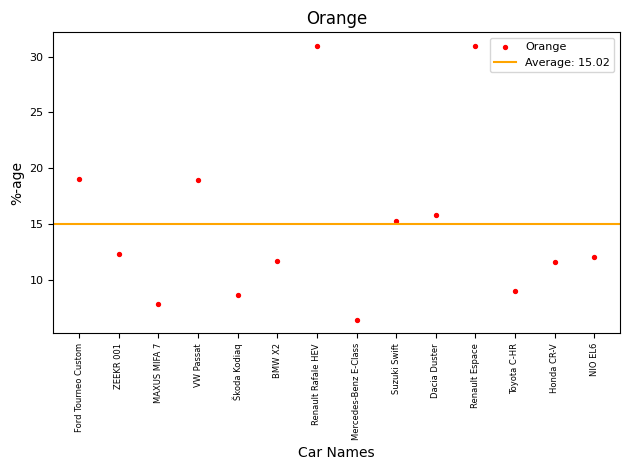 Orange
%-age
30
25
20
15
10
Orange
Average: 15.02
Ford Tourneo Custom
ZEEKR 001
MAXUS MIFA 7
VW Passat
Škoda Kodiaq
BMW X2
Renault Rafale HEV
Mercedes-Benz E-Class
Suzuki Swift
Dacia Duster
Renault Espace
Toyota C-HR
Honda CR-V
NIO EL6
Car Names